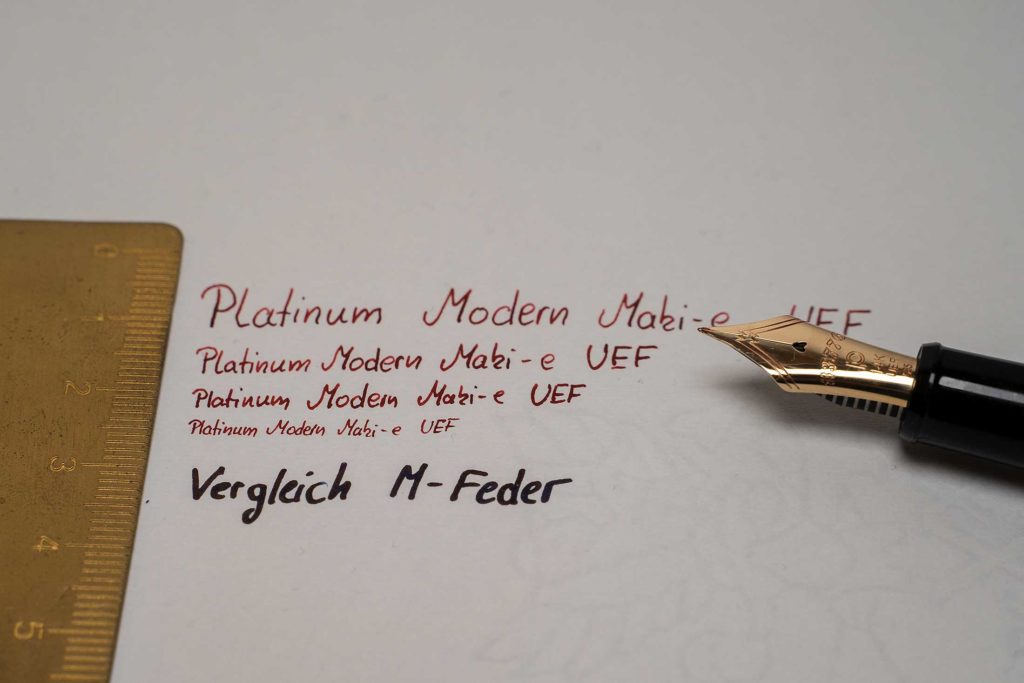 Platinum Modern Maki-e UEF
Platinum Modern Maki-e UEF
Platinum Modern Maki-e UEF
Platinum Modern Maki-e UEF
Vergleich M-Feder
0
1
2
3
4
5